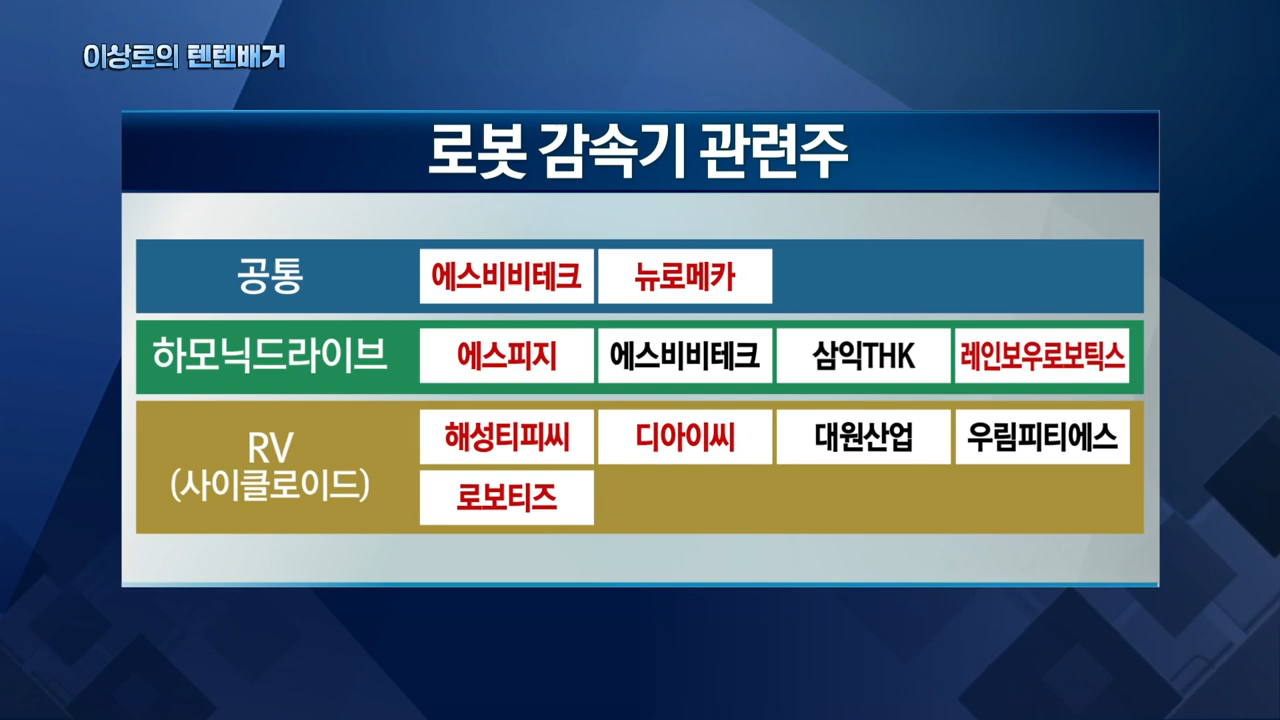 이상로의 텐텐배거
로봇 감속기 관련주
공통 에스비비테크 뉴로메카
하모닉드라이브 에스피지 에스비비테크 삼익THK 레인보우로보틱스
RV
(사이클로이드)
해성티피씨 디아이씨 대원산업 우림피티에스
로보티즈